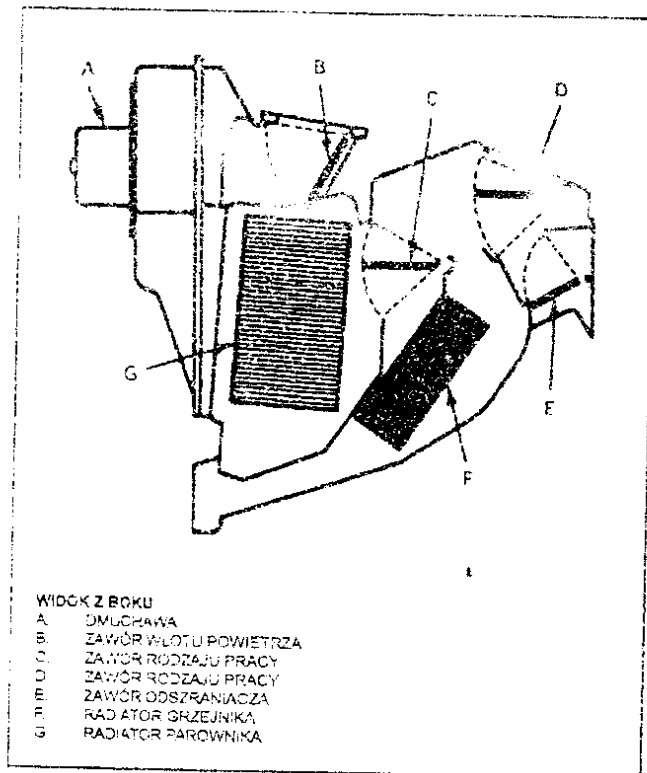 A
B
C
D
G
E
F
WIDOK Z BOKU
A. DMUCHAWA
B. ZAWÓR WLOTU POWIETRZA
C. ZAWÓR RODZAJU PRACY
D. ZAWÓR RODZAJU PRACY
E. ZAWÓR ODSZRANIACZA
F. RADIATOR GRZEJNIKA
G. RADIATOR PAROWNIKA